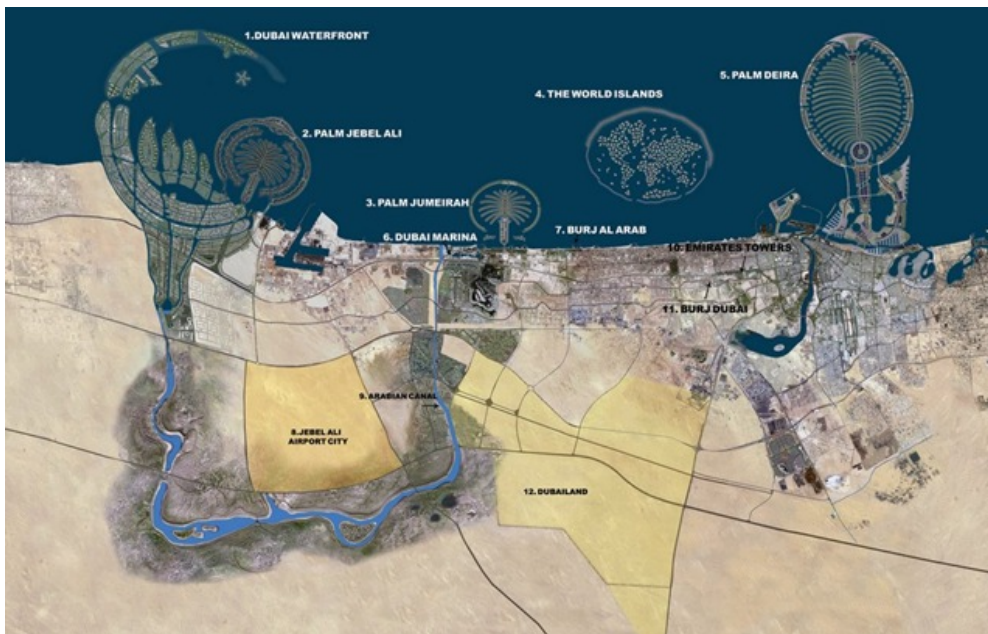 1.DUBAI WATERFRONT
2. PALM JEBEL ALI
3. PALM JUMEIRAH
4. THE WORLD ISLANDS
5. PALM DEIRA
6. DUBAI MARINA
7. BURJ AL ARAB
8.JEBEL ALI
AIRPORT CITY
9. ARABIAN CANAL
10. EMIRATES TOWERS
11. BURJ DUBAI
12. DUBAILAND